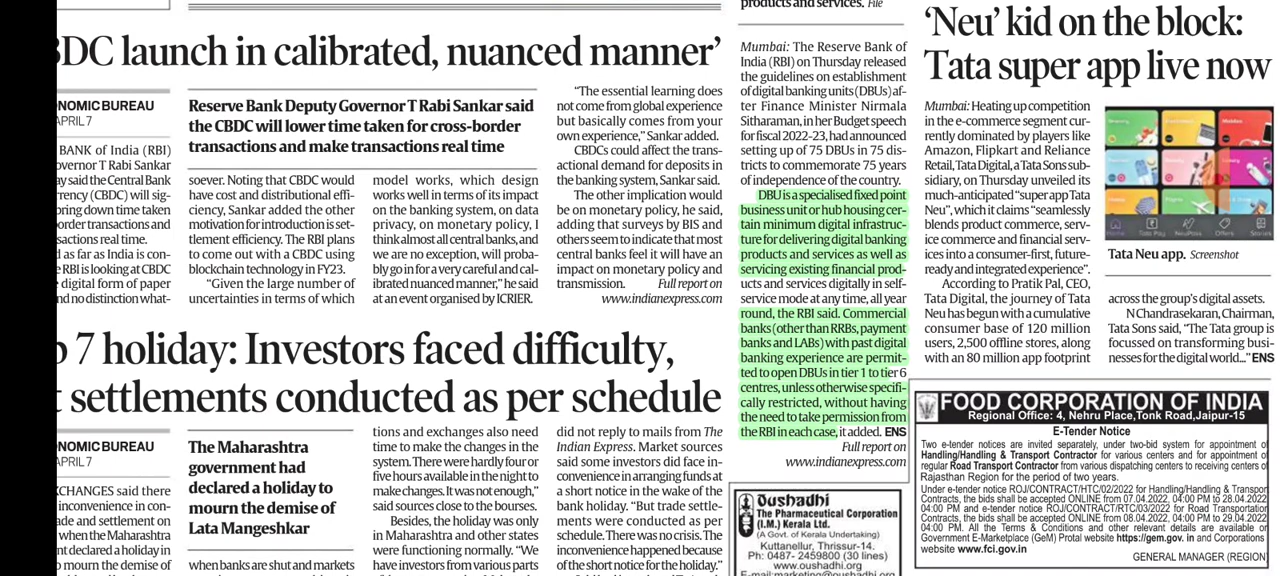 BDC launch in calibrated, nuanced manner'
NOMIC BUREAU
APRIL 7
BANK of India (RBI)
overnor T Rabi Sankar
ay said the Central Bank
rency (CBDC) will sig-
bring down time taken
order transactions and
sactions real time.
d as far as India is con-
e RBI is looking at CBDC
digital form of paper
nd no distinction what-
Reserve Bank Deputy Governor T Rabi Sankar said
the CBDC will lower time taken for cross-border
transactions and make transactions real time
soever. Noting that CBDC would
have cost and distributional effi-
ciency, Sankar added the other
motivation for introduction is set-
tlement efficiency. The RBI plans
to come out with a CBDC using
blockchain technology in FY23.
"Given the large number of
uncertainties in terms of which
model works, which design
works well in terms of its impact
on the banking system, on data
privacy, on monetary policy, I
think almost all central banks, and
we are no exception, will proba-
bly go in for a very careful and cal-
ibrated nuanced manner," he said
at an event organised by ICRIER.
"The essential learning does
not come from global experience
but basically comes from your
own experience," Sankar added.
CBDCs could affect the trans-
actional demand for deposits in
the banking system, Sankar said.
The other implication would
be on monetary policy, he said,
adding that surveys by BIS and
others seem to indicate that most
central banks feel it will have an
impact on monetary policy and
transmission. Full report on
www.indianexpress.com
7 holiday: Investors faced difficulty,
t settlements conducted as per schedule
NOMIC BUREAU
APRIL 7
XCHANGES said there
inconvenience in con-
ade and settlement on
when the Maharashtra
nt declared a holiday in
o mourn the demise of
The Maharashtra
government had
declared a holiday to
mourn the demise of
Lata Mangeshkar
when banks are shut and markets
tions and exchanges also need
time to make the changes in the
system. There were hardly four or
five hours available in the night to
make changes. It was not enough,"
said sources close to the bourses.
Besides, the holiday was only
in Maharashtra and other states
were functioning normally. "We
have investors from various parts
did not reply to mails from The
Indian Express. Market sources
said some investors did face in-
convenience in arranging funds at
a short notice in the wake of the
bank holiday. "But trade settle-
ments were conducted as per
schedule. There was no crisis. The
inconvenience happened because
of the short notice for the holiday."
products and services. File
Mumbai: The Reserve Bank of
India (RBI) on Thursday released
the guidelines on establishment
of digital banking units (DBUs) af-
ter Finance Minister Nirmala
Sitharaman, in her Budget speech
for fiscal 2022-23, had announced
setting up of 75 DBUs in 75 dis-
tricts to commemorate 75 years
of independence of the country.
DBU is a specialised fixed point
business unit or hub housing cer-
tain minimum digital infrastruc-
ture for delivering digital banking
products and services as well as
servicing existing financial prod-
ucts and services digitally in self-
service mode at any time, all year
round, the RBI said. Commercial
banks (other than RRBs, payment
banks and LABs) with past digital
banking experience are permit-
ted to open DBUs in tier 1 to tier 6
centres, unless otherwise specifi-
cally restricted, without having
the need to take permission from
the RBI in each case, it added. ENS
Full report on
www.indianexpress.com
Oushadhi
The Pharmaceutical Corporation
(I.M.) Kerala Ltd.
(A Govt. of Kerala Undertaking)
Kuttanellur, Thrissur-14.
Ph: 0487- 2459800 (30 lines)
www.oushadhi.org
E-mail:marketing@oushadhi.org
'Neu' kid on the block:
Tata super app live now
Mumbai: Heating up competition
in the e-commerce segment cur-
rently dominated by players like
Amazon, Flipkart and Reliance
Retail, Tata Digital, a Tata Sons sub-
sidiary, on Thursday unveiled its
much-anticipated "super app Tata
Neu", which it claims "seamlessly
blends product commerce, serv-
ice commerce and financial serv-
ices into a consumer-first, future-
ready and integrated experience".
According to Pratik Pal, CEO,
Tata Digital, the journey of Tata
Neu has begun with a cumulative
consumer base of 120 million
users, 2,500 offline stores, along
with an 80 million app footprint
Home Tata Pay NeuPass Offers Stories
Tata Neu app. Screenshot
across the group's digital assets.
N Chandrasekaran, Chairman,
Tata Sons said, "The Tata group is
focussed on transforming busi-
nesses for the digital world..." ENS
FOOD CORPORATION OF INDIA
Regional Office: 4, Nehru Place,Tonk Road,Jaipur-15
E-Tender Notice
Two e-tender notices are invited separately, under two-bid system for appointment of
Handling/Handling & Transport Contractor for various centers and for appointment of
regular Road Transport Contractor from various dispatching centers to receiving centers of
Rajasthan Region for the period of two years.
Under e-tender notice ROJ/CONTRACT/HTC/02/2022 for Handling/Handling & Transport
Contracts, the bids shall be accepted ONLINE from 07.04.2022, 04:00 PM to 28.04.2022,
04:00 PM and e-tender notice ROJ/CONTRACT/RTC/03/2022 for Road Transportation
Contracts, the bids shall be accepted ONLINE from 08.04.2022, 04:00 PM to 29.04.2022
04:00 PM. All the Terms & Conditions and other relevant details are available on
Government E-Marketplace (GeM) Protal website https://gem.gov. in and Corporations
website www.fci.gov.in
GENERAL MANAGER (REGION)